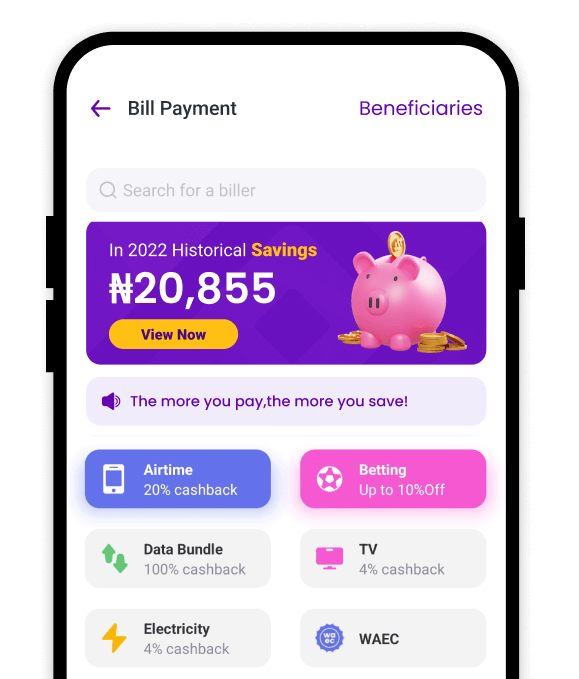 Bill Payment
Beneficiaries
Search for a biller
In 2022 Historical Savings
₦20,855
View Now
The more you pay,the more you save!
Airtime
20% cashback
Betting
Up to 10%Off
Data Bundle
100% cashback
TV
4% cashback
Electricity
4% cashback
wa
ec
WAEC